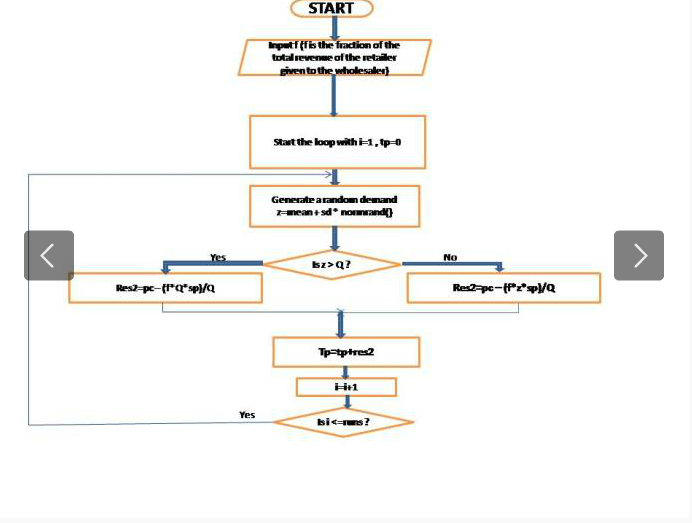 START
Input f (f is the fraction of the
total revenue of the retailer
given to the wholesaler)
Start the loop with i=1 , tp=0
Generate a random demand
z=mean + sd * normrand()
Is z > Q ?
Yes
No
Res2=pc-(f*Q*sp)/Q
Res2=pc-(f*z*sp)/Q
Tp=tp+res2
i=i+1
Is i <=runs ?
Yes